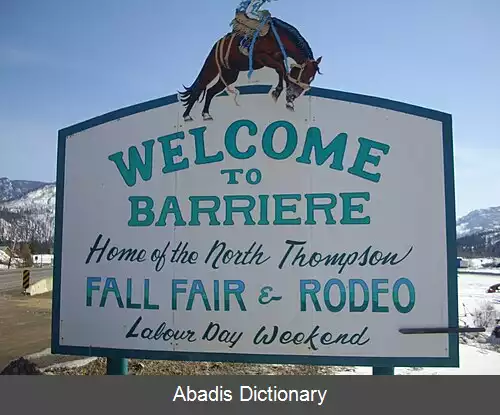 WELCOME
TO
BARRIERE
Home of the North Thompson
FALL FAIR & RODEO
Labour Day Weekend
Abadis Dictionary